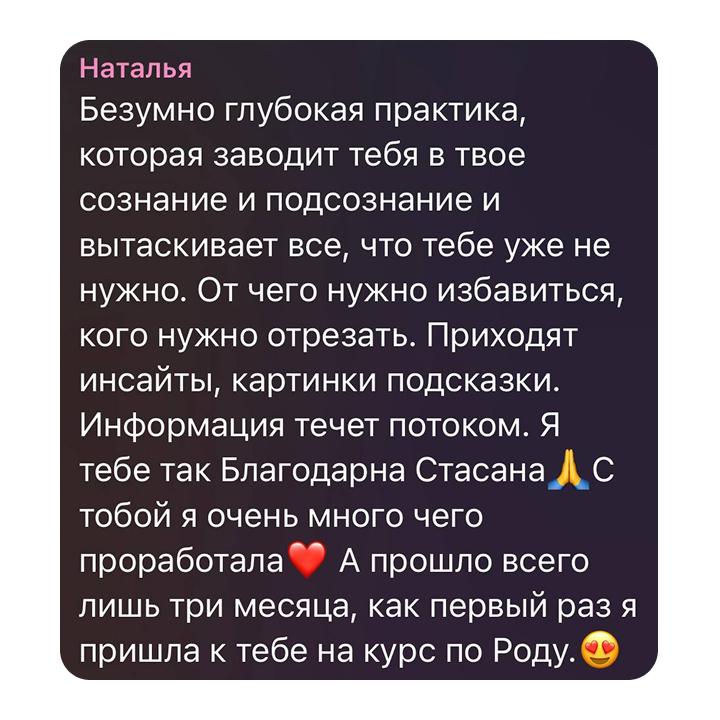 Наталья
Безумно глубокая практика,
которая заводит тебя в твое
сознание и подсознание и
вытаскивает все, что тебе уже не
нужно. От чего нужно избавиться,
кого нужно отрезать. Приходят
инсайты, картинки подсказки.
Информация течет потоком. Я
тебе так Благодарна Стасана🙏С
тобой я очень много чего
проработала❤️ А прошло всего
лишь три месяца, как первый раз я
пришла к тебе на курс по Роду.😍